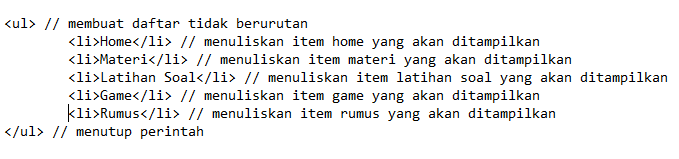 <ul> // membuat daftar tidak berurutan
<li>Home</li> // menuliskan item home yang akan ditampilkan
<li>Materi</li> // menuliskan item materi yang akan ditampilkan
<li>Latihan Soal</li> // menuliskan item latihan soal yang akan ditampilkan
<li>Game</li> // menuliskan item game yang akan ditampilkan
<li>Rumus</li> // menuliskan item rumus yang akan ditampilkan
</ul> // menutup perintah